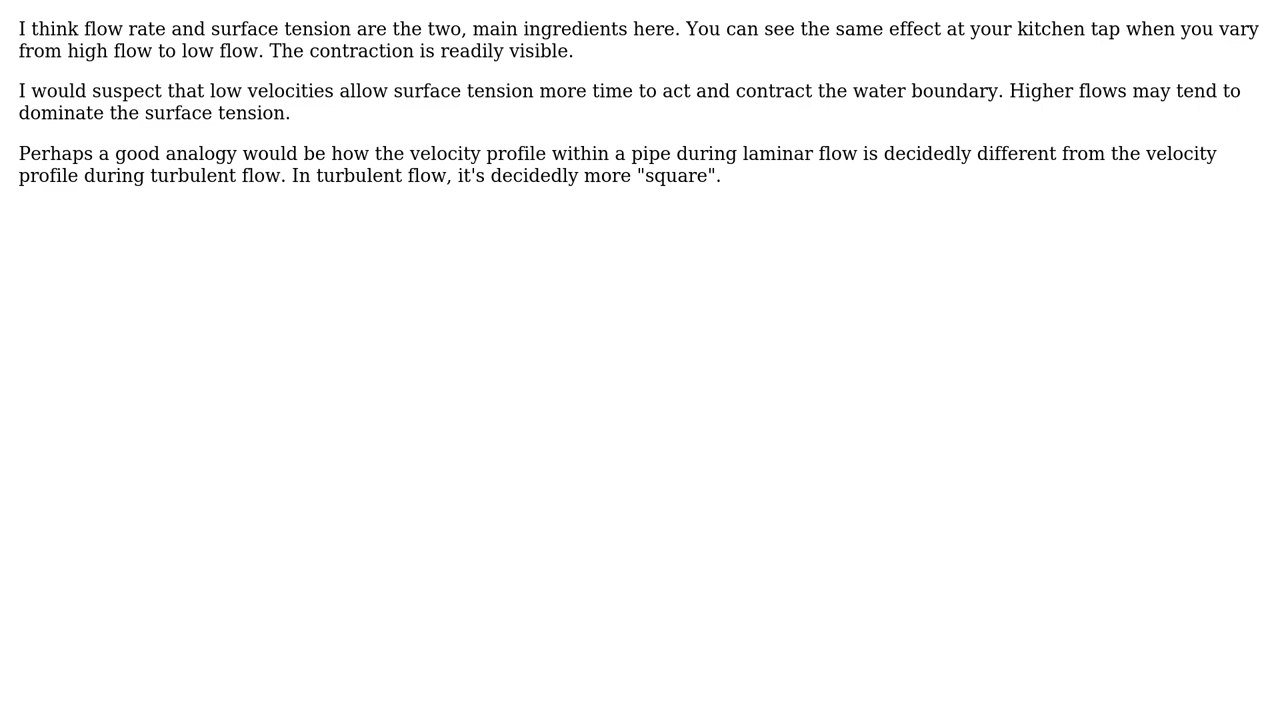 I think flow rate and surface tension are the two, main ingredients here. You can see the same effect at your kitchen tap when you vary
from high flow to low flow. The contraction is readily visible.
I would suspect that low velocities allow surface tension more time to act and contract the water boundary. Higher flows may tend to
dominate the surface tension.
Perhaps a good analogy would be how the velocity profile within a pipe during laminar flow is decidedly different from the velocity
profile during turbulent flow. In turbulent flow, it's decidedly more "square".